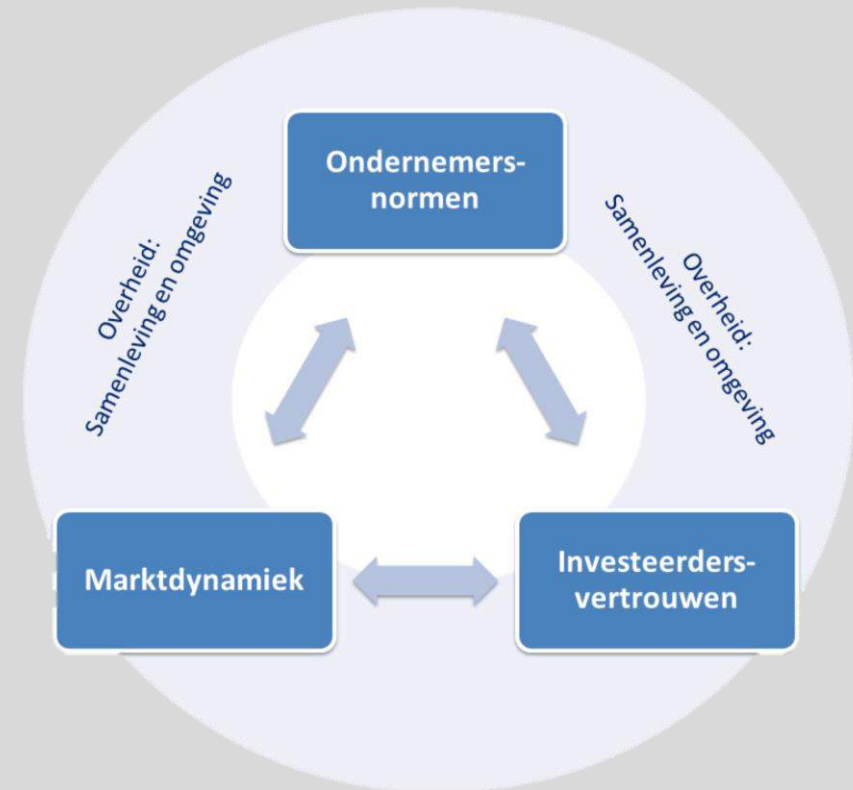 Ondernemers-
normen
Overheid:
Samenleving en omgeving
Overheid:
Samenleving en omgeving
Marktdynamiek
Investeerders-
vertrouwen